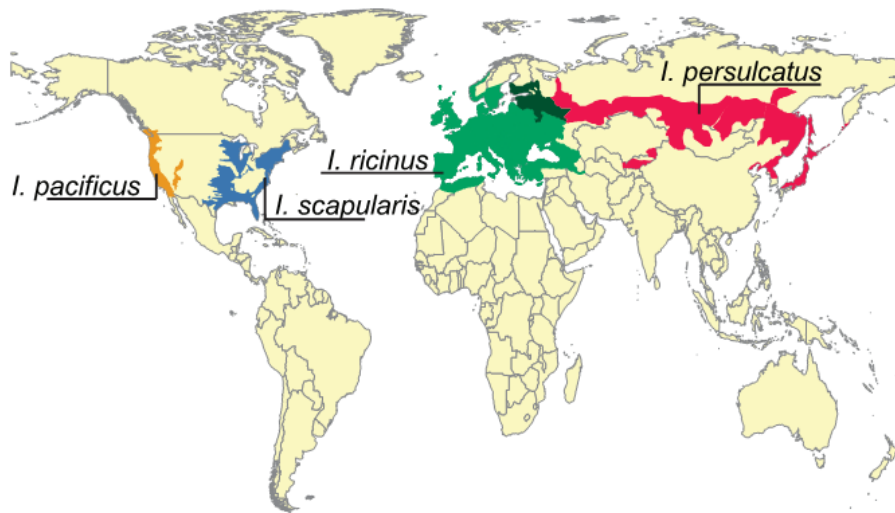 I. persulcatus
I. ricinus
I. pacificus
I. scapularis